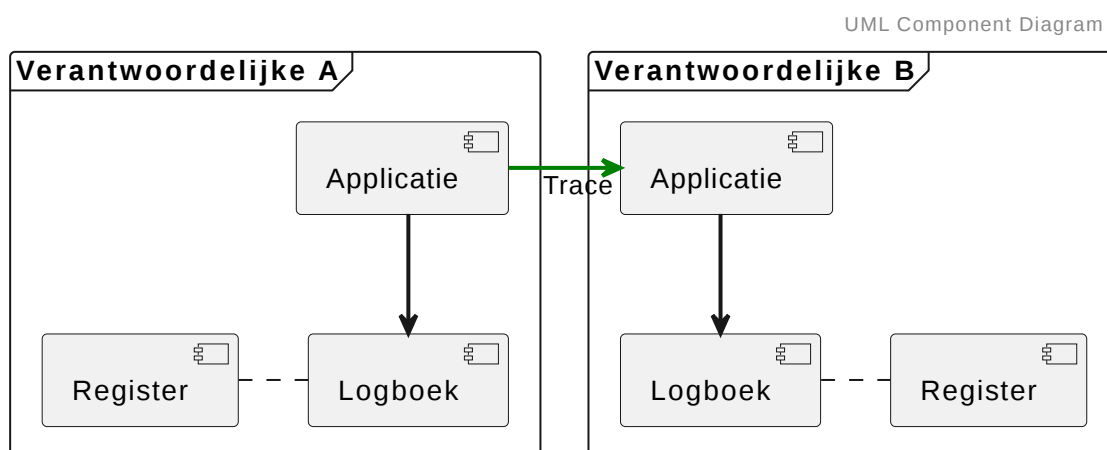 UML Component Diagram
Verantwoordelijke A
Verantwoordelijke B
Applicatie
Trace
Applicatie
Register
Logboek
Logboek
Register